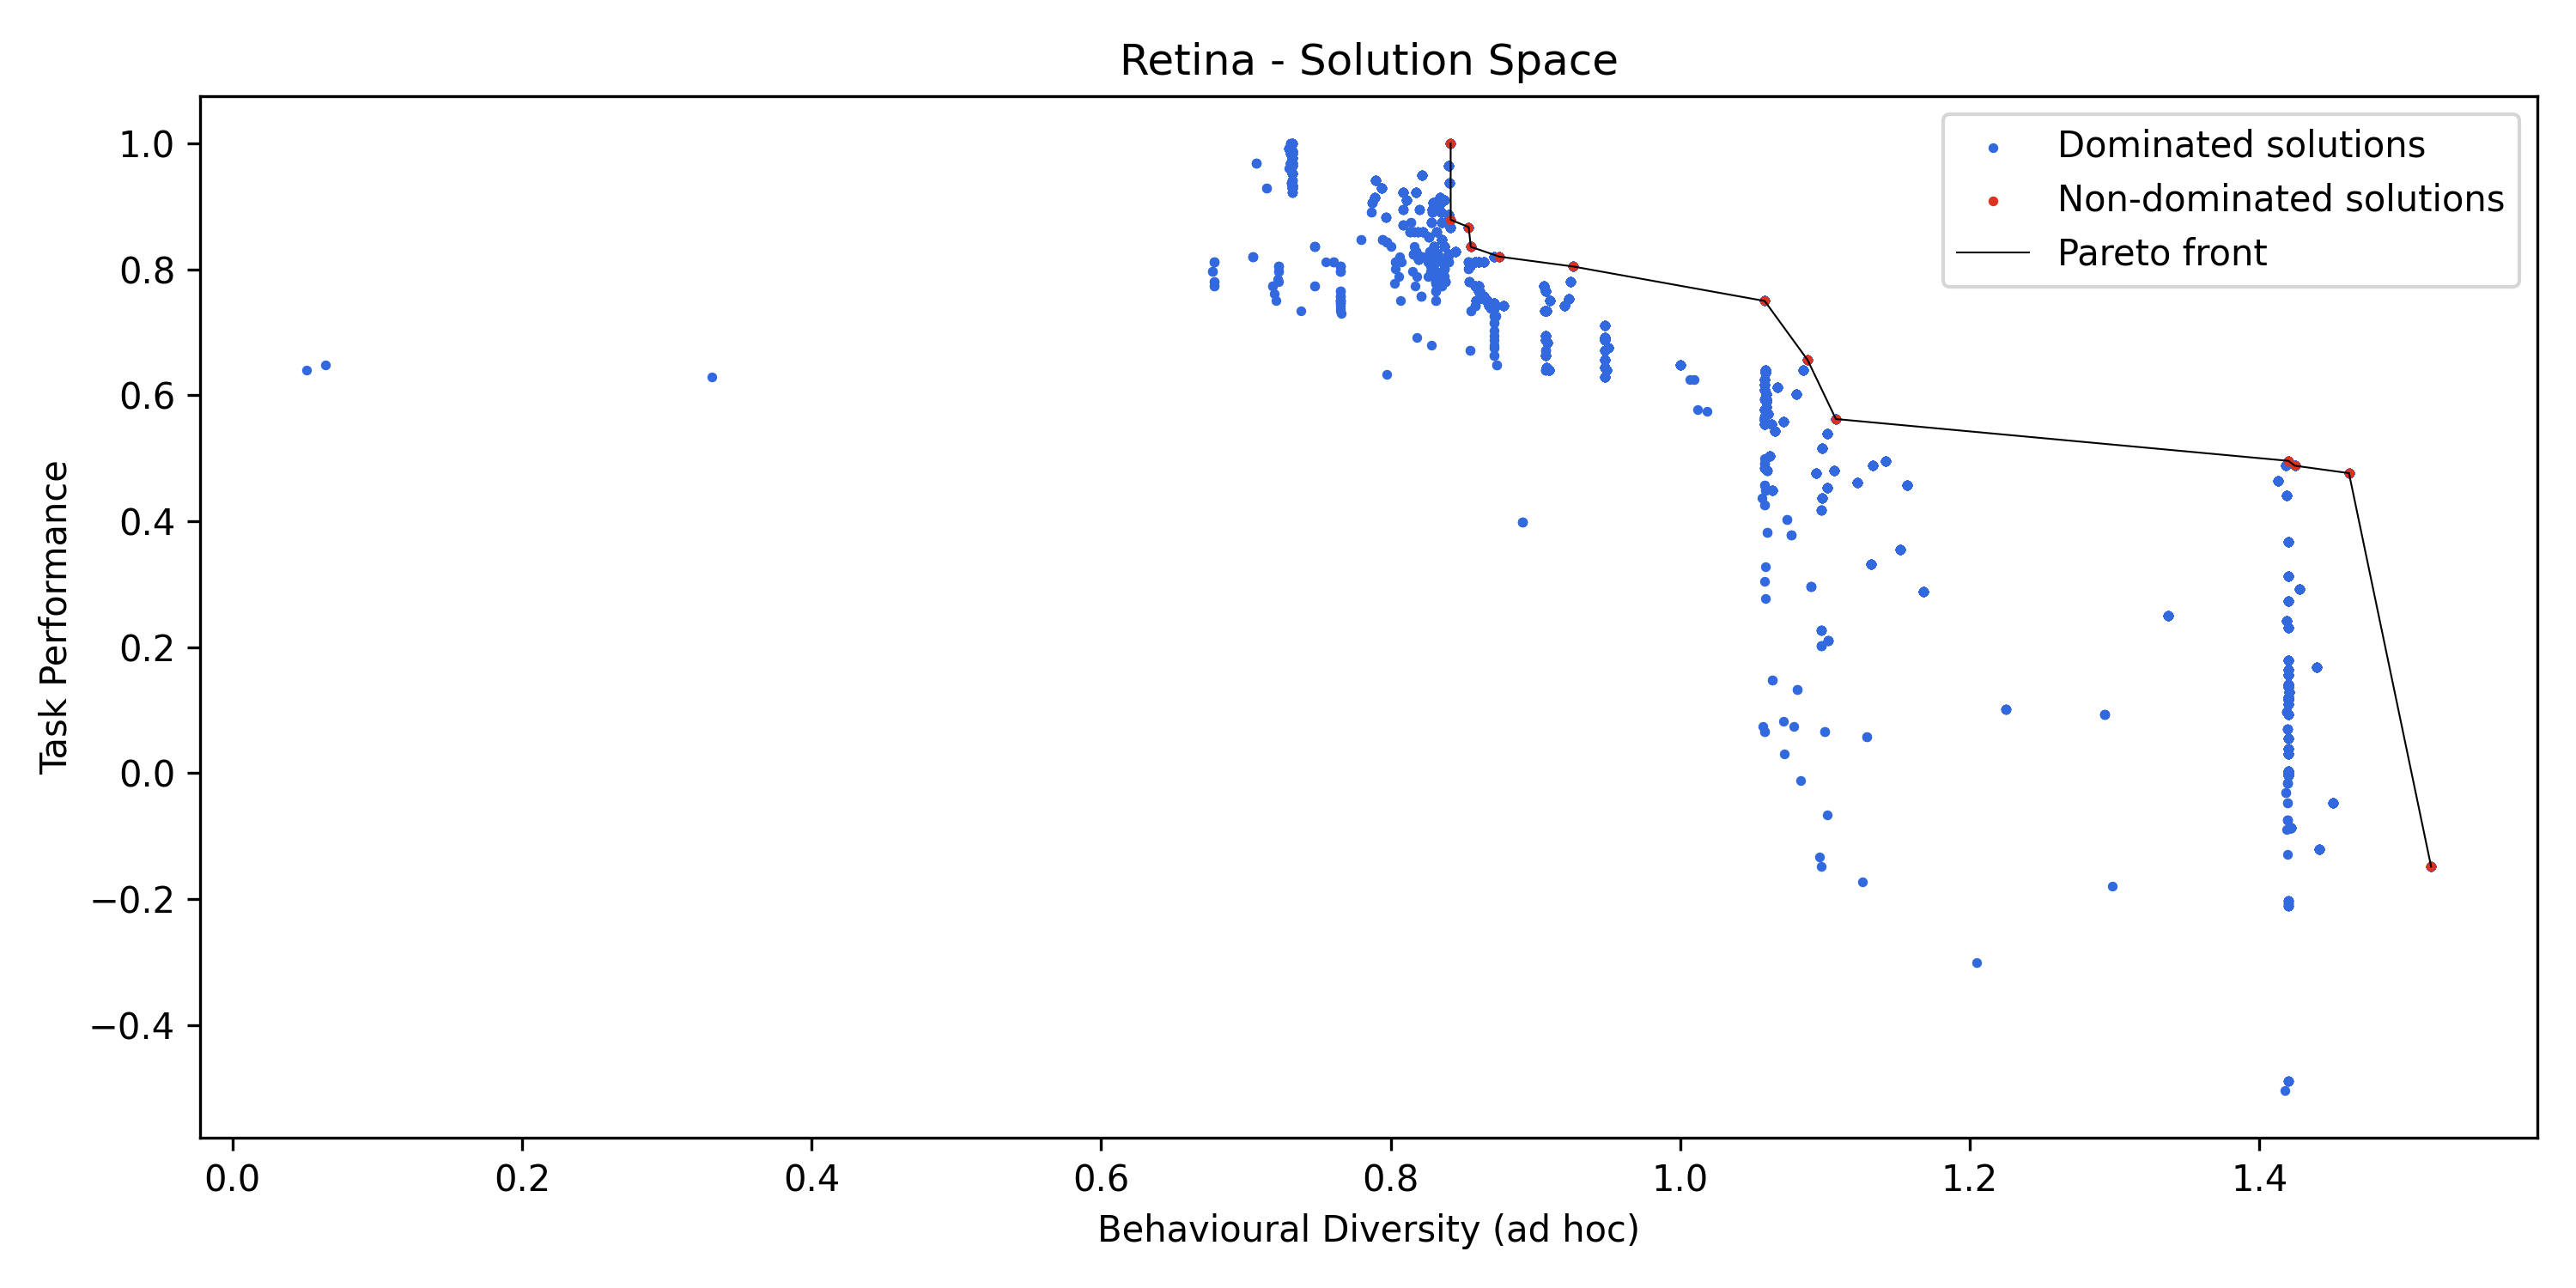 Retina - Solution Space
Dominated solutions
Non-dominated solutions
Pareto front
Task Performance
1.0
0.8
0.6
0.4
0.2
0.0
−0.2
−0.4
0.0 0.2 0.4 0.6 0.8 1.0 1.2 1.4
Behavioural Diversity (ad hoc)